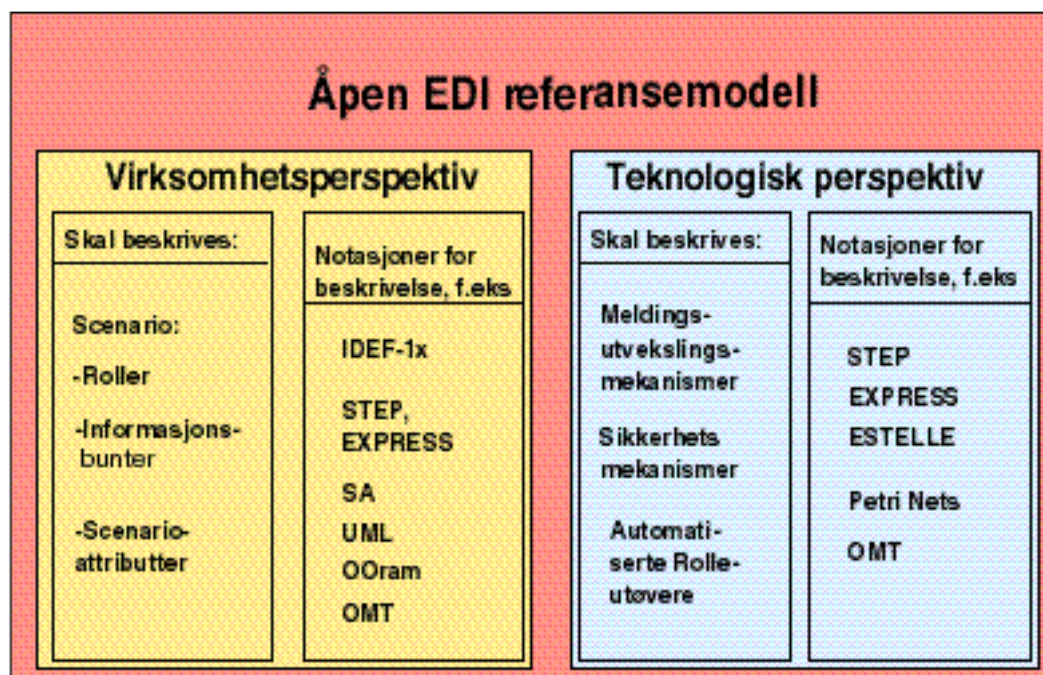 Åpen EDI referansemodell
Virksomhetsperspektiv
Skal beskrives:
Scenario:
-Roller
-Informasjons-
bunter
-Scenario-
attributter
Notasjoner for
beskrivelse, f.eks
IDEF-1x
STEP,
EXPRESS
SA
UML
OOram
OMT
Teknologisk perspektiv
Skal beskrives:
Meldings-
utvekslings-
mekanismer
Sikkerhets
mekanismer
Automati-
serte Rolle-
utøvere
Notasjoner for
beskrivelse, f.eks
STEP
EXPRESS
ESTELLE
Petri Nets
OMT